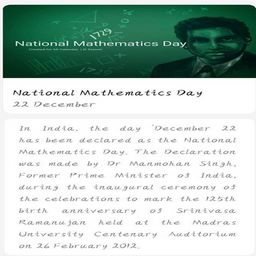 1729
National Mathematics Day
National Mathematics Day
22 December
In India, the day 'December 22
has been declared as the National
Mathematics Day. The Declaration
was made by Dr Manmohan Singh,
Former Prime Minister of India,
during the inaugural ceremony of
the celebrations to mark the 125th
birth anniversary of Srinivasa
Ramanujan held at the Madras
University Centenary Auditorium
on 26 February 2012.